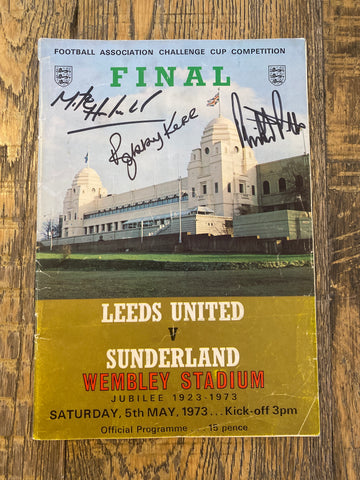 FOOTBALL ASSOCIATION CHALLENGE CUP COMPETITION
FINAL
LEEDS UNITED
V
SUNDERLAND
WEMBLEY STADIUM
JUBILEE 1923-1973
SATURDAY, 5th MAY, 1973... Kick-off 3pm
Official Programme ... 15 pence